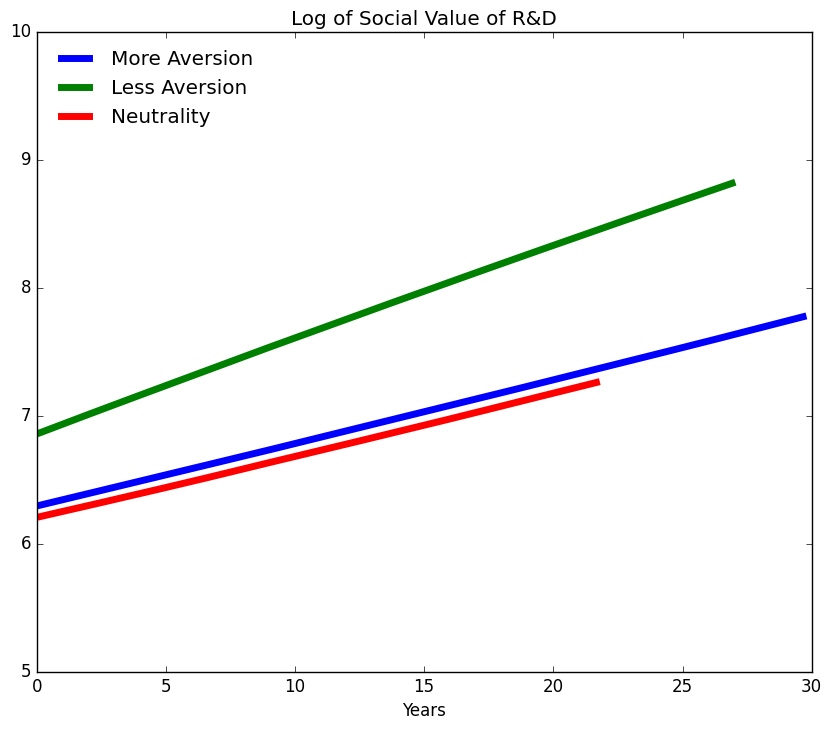 Log of Social Value of R&D
10
More Aversion
Less Aversion
Neutrality
9
8
7
6
5
0 5 10 15 20 25 30
Years